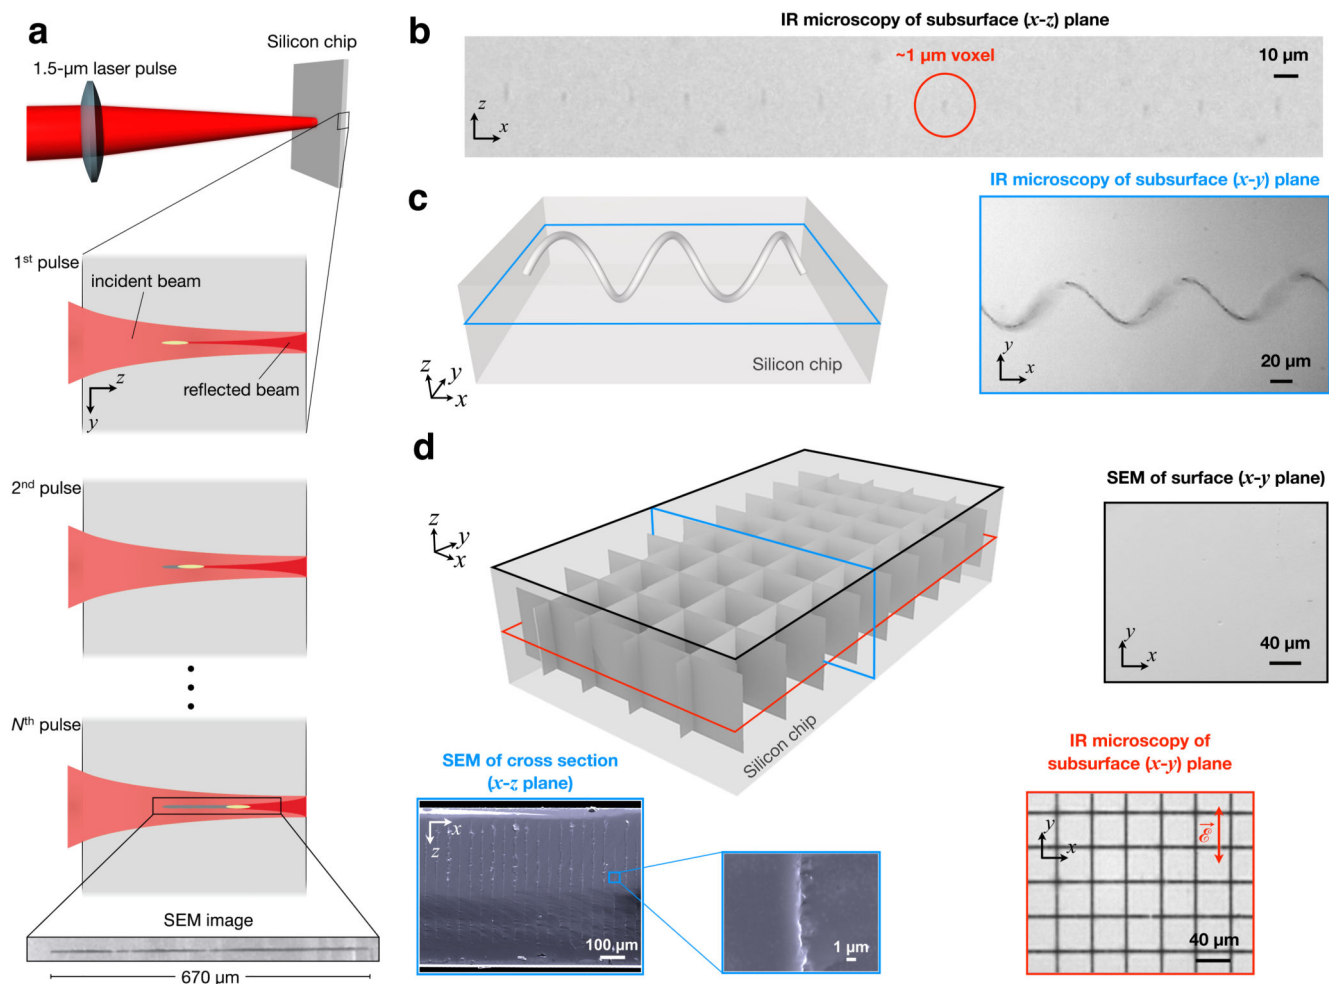 a
Silicon chip
1.5-μm laser pulse
1st pulse
incident beam
reflected beam
z
y
2nd pulse
Nth pulse
SEM image
670 μm
b
IR microscopy of subsurface (x-z) plane
~1 μm voxel
10 μm
z
x
c
Silicon chip
z
y
x
IR microscopy of subsurface (x-y) plane
y
x
20 μm
d
z
y
x
Silicon chip
SEM of surface (x-y plane)
y
x
40 μm
SEM of cross section
(x-z plane)
x
z
100 μm
1 μm
IR microscopy of
subsurface (x-y) plane
y
x
ℰ⃗
40 μm